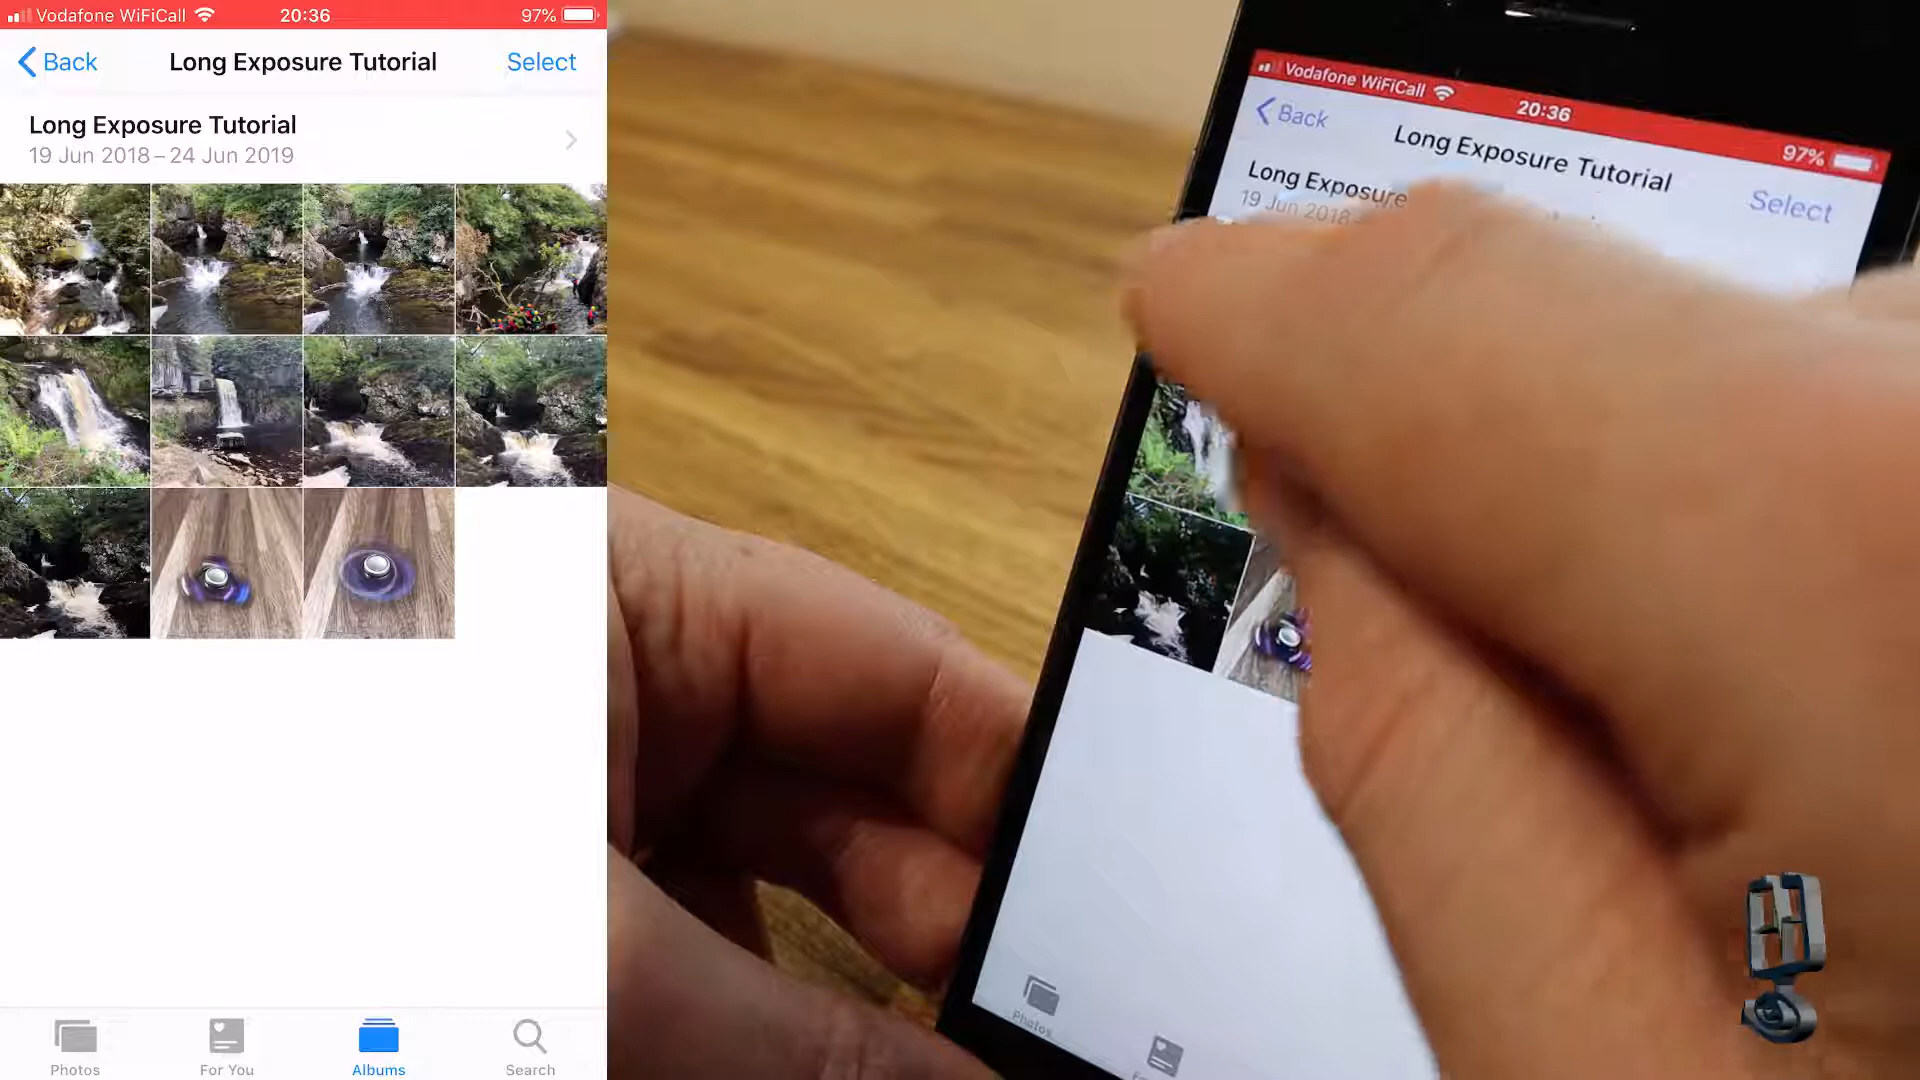 Vodafone WiFiCall 20:36 97%
Back Long Exposure Tutorial Select
Long Exposure Tutorial
19 Jun 2018 – 24 Jun 2019
Photos For You Albums Search
Vodafone WiFiCall 20:36 97%
Back Long Exposure Tutorial Select
Long Exposure
19 Jun 2018
Photos